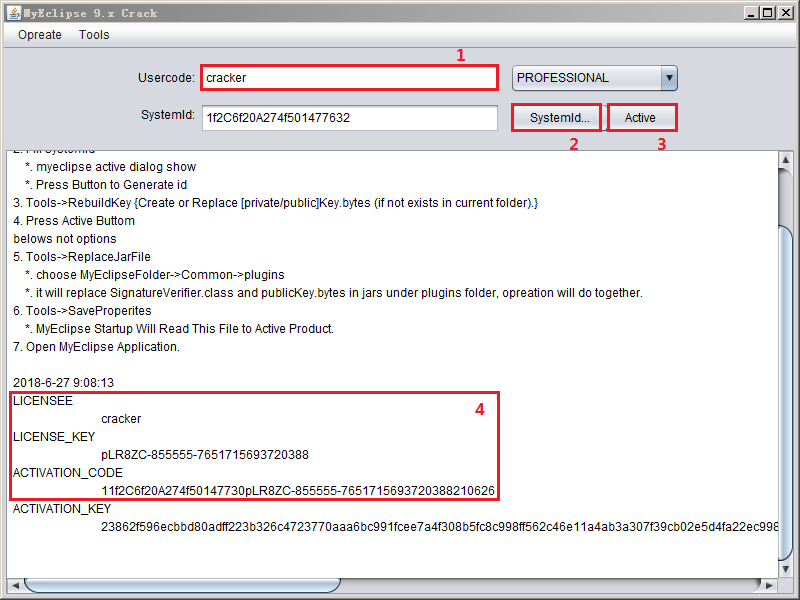 MyEclipse 9.x Crack
Opreate Tools
1
Usercode: cracker PROFESSIONAL
SystemId: 1f2C6f20A274f501477632 SystemId... Active
2 3
*. myeclipse active dialog show
*. Press Button to Generate id
3. Tools->RebuildKey {Create or Replace [private/public]Key.bytes (if not exists in current folder).}
4. Press Active Buttom
belows not options
5. Tools->ReplaceJarFile
*. choose MyEclipseFolder->Common->plugins
*. it will replace SignatureVerifier.class and publicKey.bytes in jars under plugins folder, opreation will do together.
6. Tools->SaveProperites
*. MyEclipse Startup Will Read This File to Active Product.
7. Open MyEclipse Application.
2018-6-27 9:08:13
LICENSEE
4
cracker
LICENSE_KEY
pLR8ZC-855555-7651715693720388
ACTIVATION_CODE
11f2C6f20A274f50147730pLR8ZC-855555-7651715693720388210626
ACTIVATION_KEY
23862f596ecbbd80adff223b326c4723770aaa6bc991fcee7a4f308b5fc8c998ff562c46e11a4ab3a307f39cb02e5d4fa22ec998